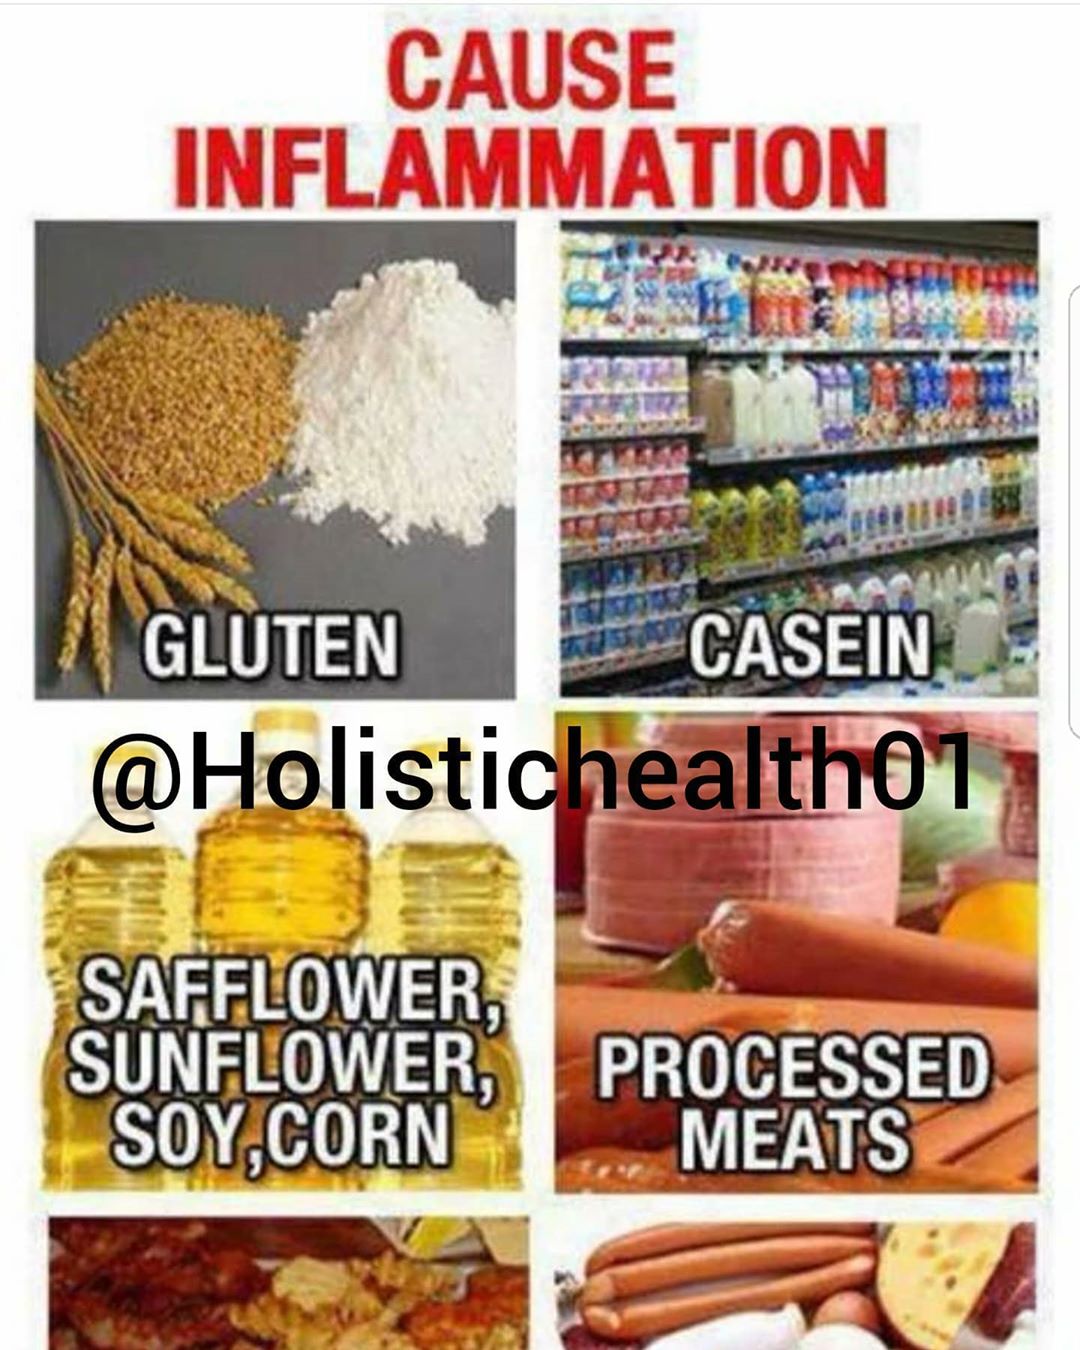 CAUSE
INFLAMMATION
GLUTEN
CASEIN
@Holistichealth01
SAFFLOWER,
SUNFLOWER,
SOY,CORN
PROCESSED
MEATS